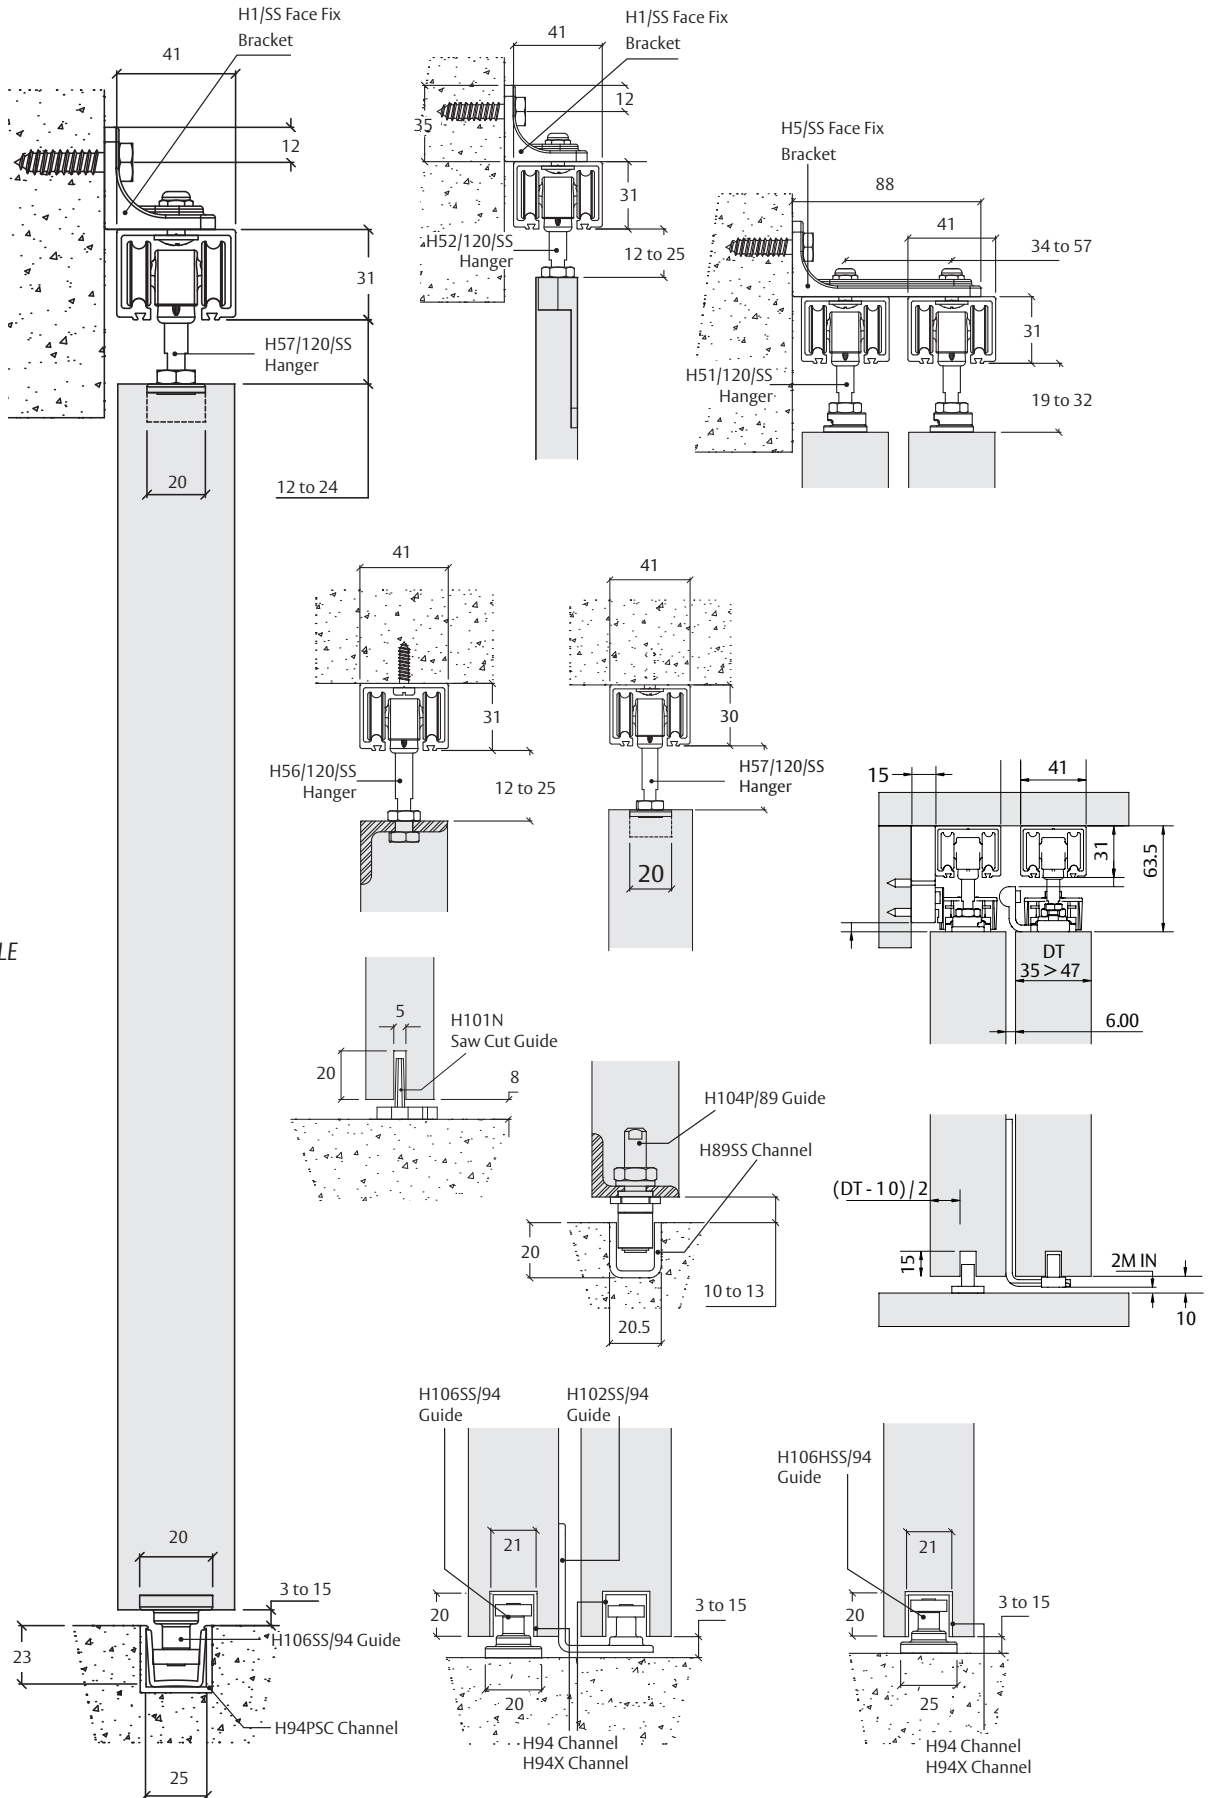 H1/SS Face Fix
Bracket
41
12
31
H57/120/SS
Hanger
20
12 to 24
H1/SS Face Fix
Bracket
41
12
35
31
H52/120/SS
Hanger
12 to 25
H5/SS Face Fix
Bracket
88
41
34 to 57
31
H51/120/SS
Hanger
19 to 32
41
31
H56/120/SS
Hanger
12 to 25
41
30
H57/120/SS
Hanger
20
15
41
31
63.5
DT
35 > 47
6.00
LE
5
H101N
Saw Cut Guide
20
8
H104P/89 Guide
H89SS Channel
20
10 to 13
20.5
(DT - 10) / 2
15
2M IN
10
20
3 to 15
H106SS/94 Guide
23
H94PSC Channel
25
H106SS/94
Guide
H102SS/94
Guide
21
20
3 to 15
20
H94 Channel
H94X Channel
H106HSS/94
Guide
21
20
3 to 15
25
H94 Channel
H94X Channel